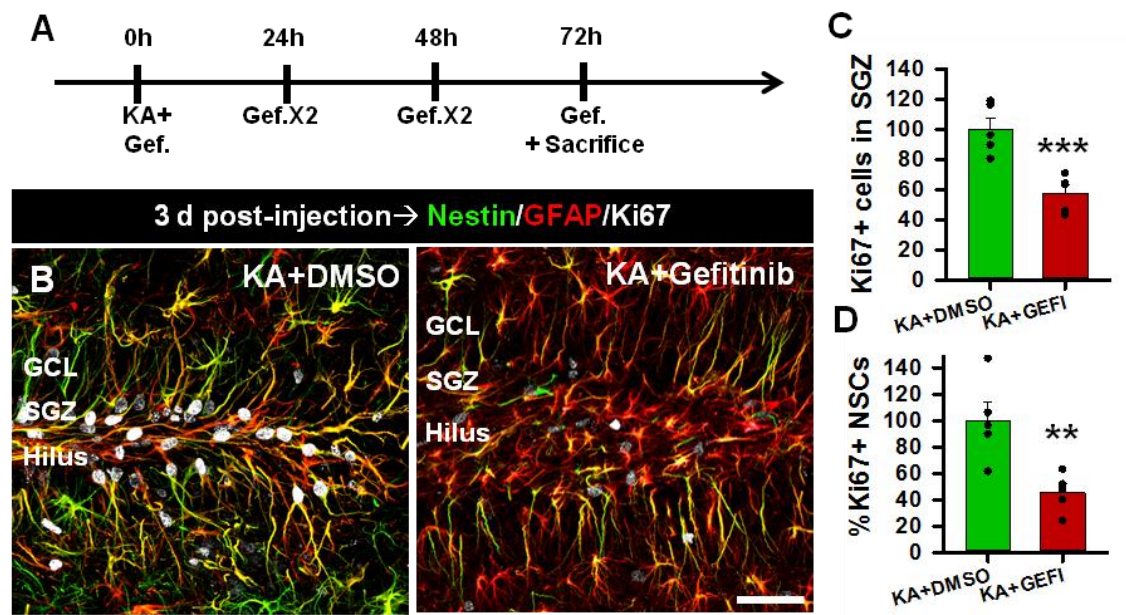 A
0h 24h 48h 72h
KA+ Gef.X2 Gef.X2 Gef.
Gef. + Sacrifice
3 d post-injection→ Nestin/GFAP/Ki67
B KA+DMSO
GCL
SGZ
Hilus
KA+Gefitinib
GCL
SGZ
Hilus
C
Ki67+ cells in SGZ
140
120
100
80
60
40
20
0
***
KA+DMSO KA+GEFI
D
%Ki67+ NSCs
140
120
100
80
60
40
20
0
**
KA+DMSO KA+GEFI